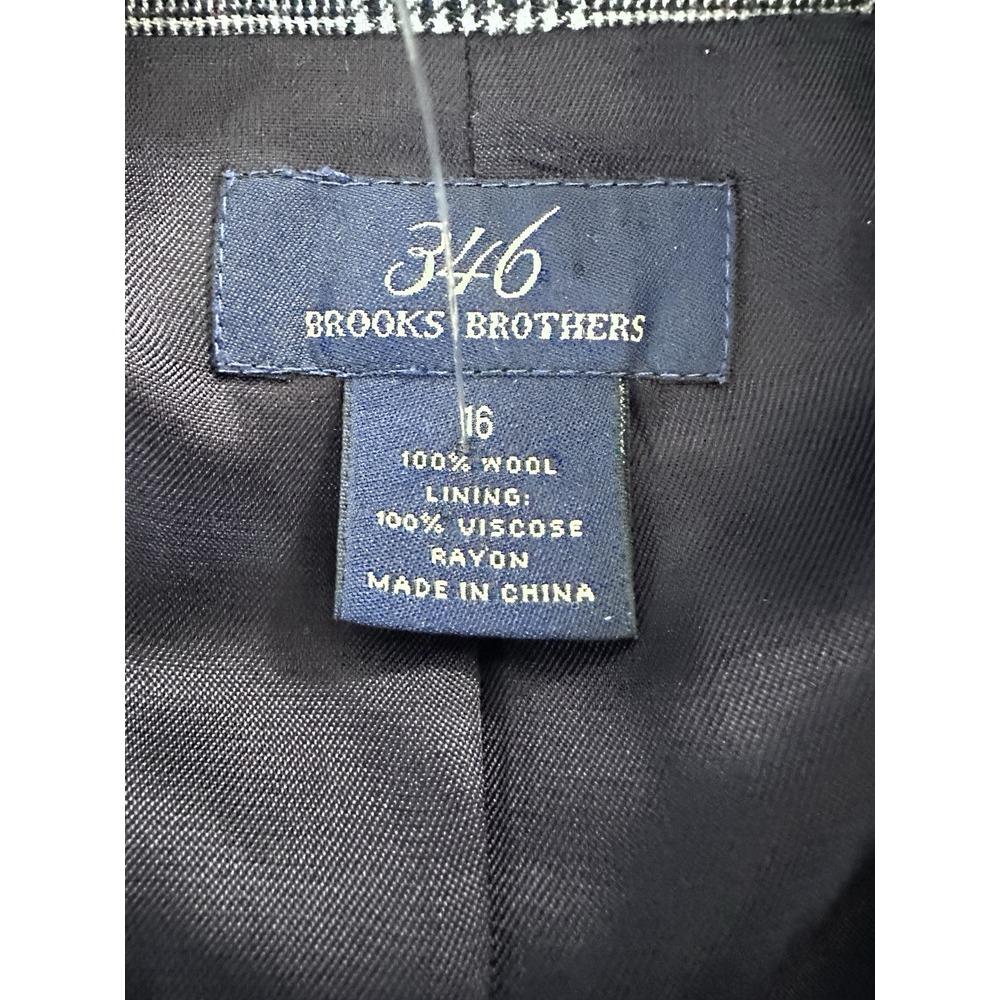 346
BROOKS BROTHERS
16
100% WOOL
LINING:
100% VISCOSE
RAYON
MADE IN CHINA